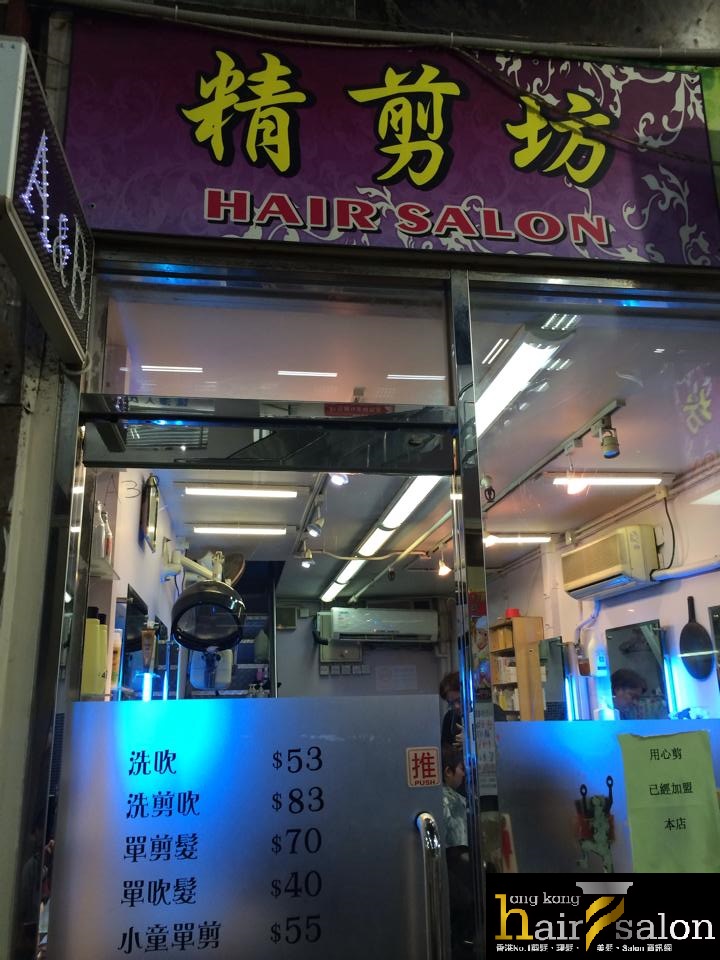 精剪坊
HAIR SALON
A&B
洗吹 $53
洗剪吹 $83
單剪髮 $70
單吹髮 $40
小童單剪 $55
推
PUSH
用心剪
已經加盟
本店
hong kong
hair salon